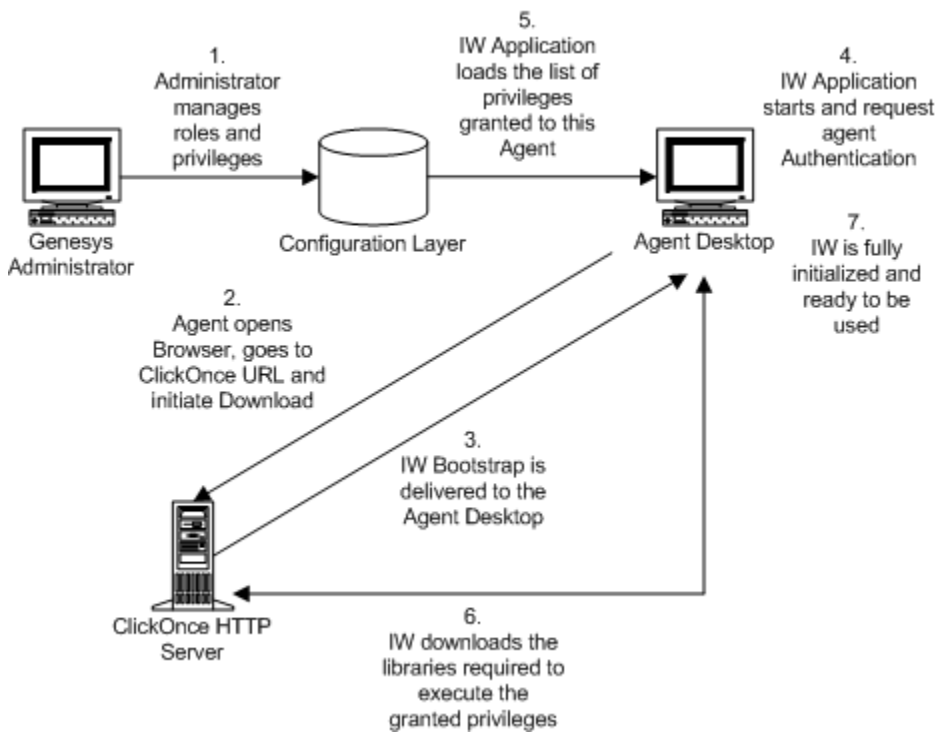 1.
Administrator
manages
roles and
privileges
5.
IW Application
loads the list of
privileges
granted to this
Agent
4.
IW Application
starts and request
agent
Authentication
Genesys
Administrator
Configuration Layer
Agent Desktop
7.
IW is fully
initialized and
ready to be
used
2.
Agent opens
Browser, goes to
ClickOnce URL and
initiate Download
3.
IW Bootstrap is
delivered to the
Agent Desktop
ClickOnce HTTP
Server
6.
IW downloads the
libraries required to
execute the
granted privileges